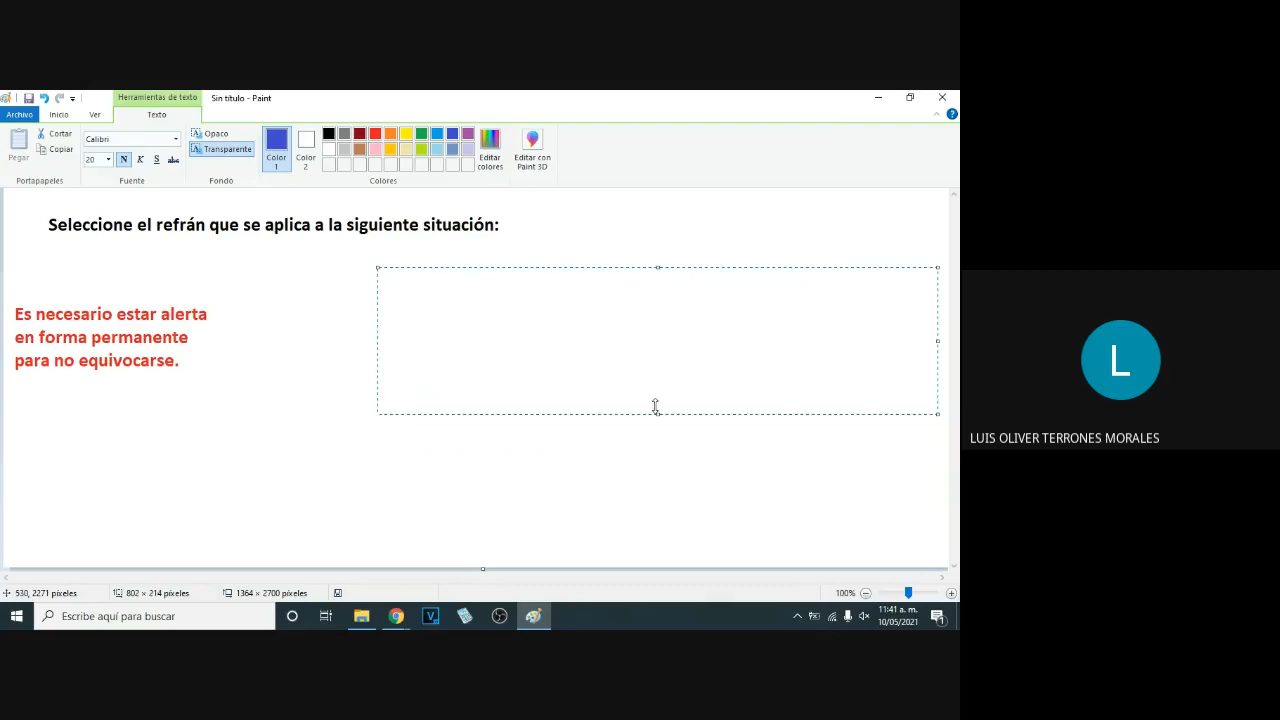 Herramientas de texto
Sin título - Paint
Archivo
Inicio
Ver
Texto
Pegar
Cortar
Copiar
Portapapeles
Calibri
20
N
K
S
abc
Fuente
Opaco
Transparente
Fondo
Color
1
Color
2
Colores
Editar
colores
Editar con
Paint 3D
Seleccione el refrán que se aplica a la siguiente situación:
Es necesario estar alerta
en forma permanente
para no equivocarse.
L
LUIS OLIVER TERRONES MORALES
530, 2271 píxeles
802 × 214 píxeles
1364 × 2700 píxeles
100%
Escribe aquí para buscar
11:41 a. m.
10/05/2021
1